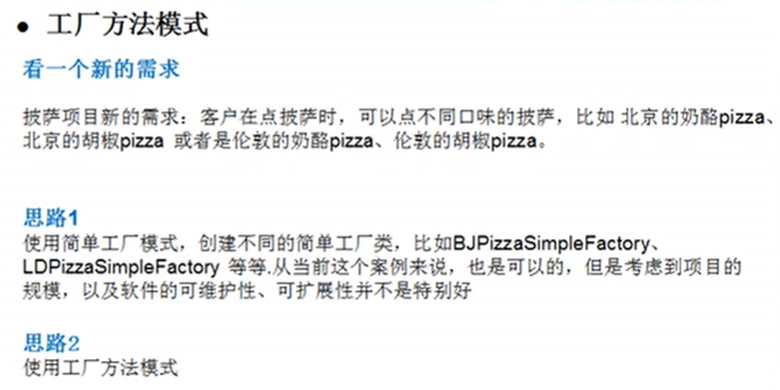 ● 工厂方法模式
看一个新的需求
披萨项目新的需求：客户在点披萨时，可以点不同口味的披萨，比如 北京的奶酪pizza、
北京的胡椒pizza 或者是伦敦的奶酪pizza、伦敦的胡椒pizza。
思路1
使用简单工厂模式，创建不同的简单工厂类，比如BJPizzaSimpleFactory、
LDPizzaSimpleFactory 等等.从当前这个案例来说，也是可以的，但是考虑到项目的
规模，以及软件的可维护性、可扩展性并不是特别好
思路2
使用工厂方法模式